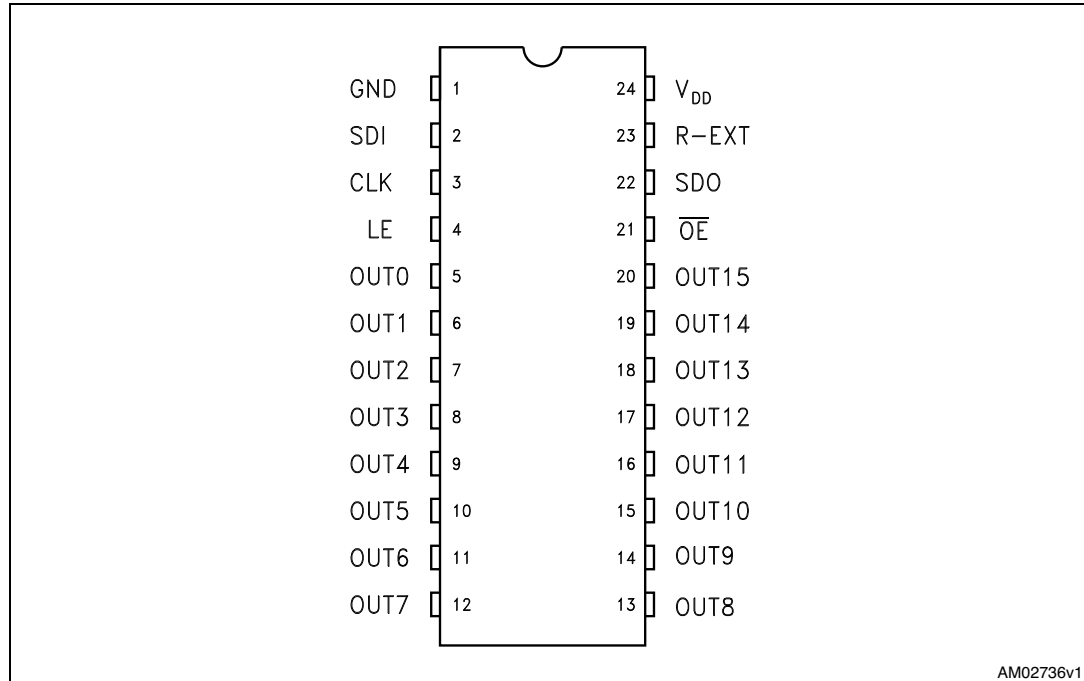 GND 1 24 V_DD
SDI 2 23 R-EXT
CLK 3 22 SDO
LE 4 21 O̅E̅
OUT0 5 20 OUT15
OUT1 6 19 OUT14
OUT2 7 18 OUT13
OUT3 8 17 OUT12
OUT4 9 16 OUT11
OUT5 10 15 OUT10
OUT6 11 14 OUT9
OUT7 12 13 OUT8
AM02736v1